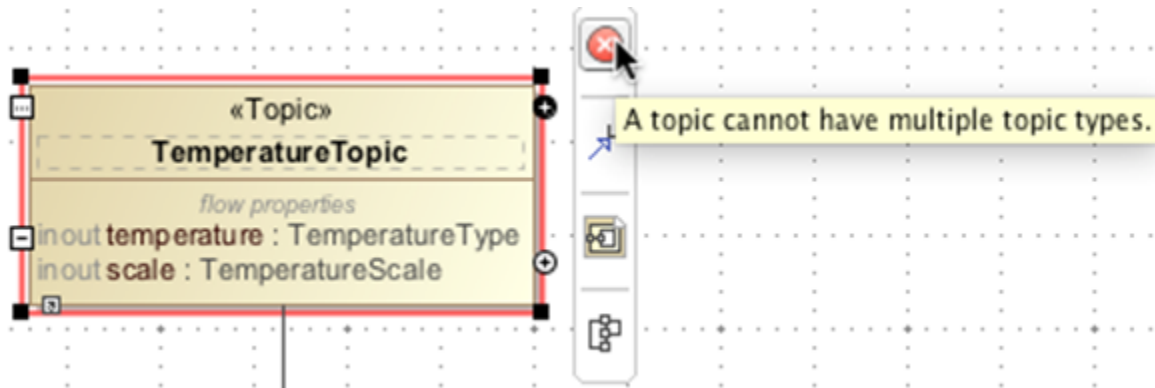 «Topic»
TemperatureTopic
flow properties
inout temperature : TemperatureType
inout scale : TemperatureScale
A topic cannot have multiple topic types.